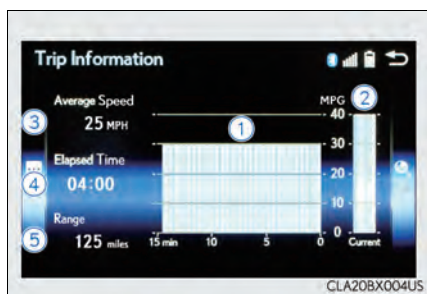 Trip Information
Average Speed
25 MPH
Elapsed Time
04:00
Range
125 miles
MPG
40
30
20
10
0
15 min 10 5 0 Current
1
2
3
4
5
CLA20BX004US